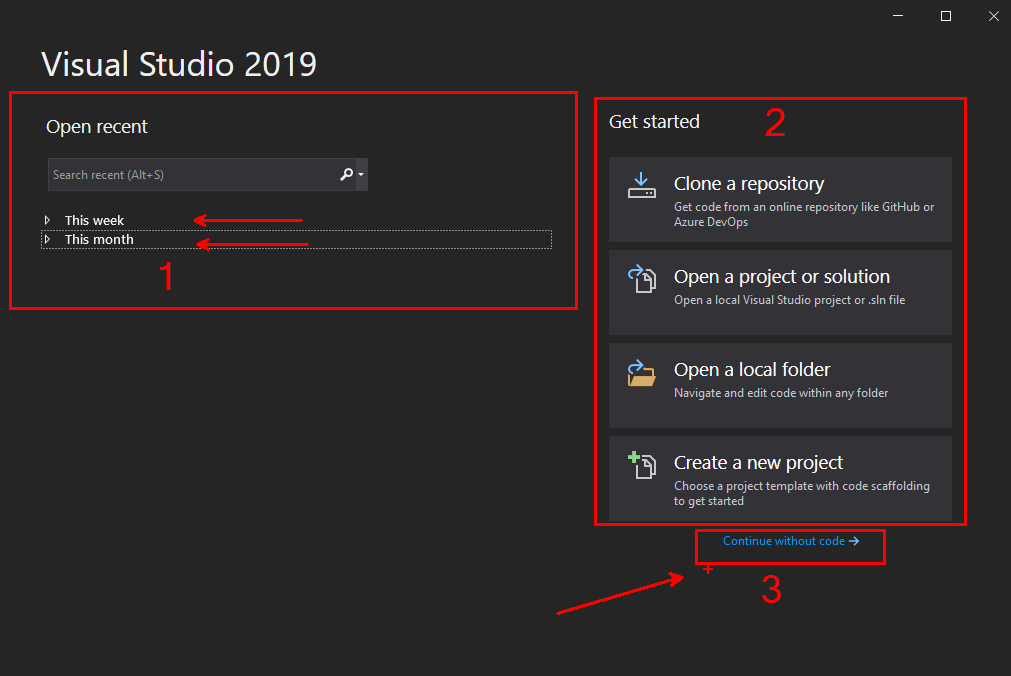 Visual Studio 2019
Open recent
Search recent (Alt+S)
This week
This month
1
Get started
2
Clone a repository
Get code from an online repository like GitHub or
Azure DevOps
Open a project or solution
Open a local Visual Studio project or .sln file
Open a local folder
Navigate and edit code within any folder
Create a new project
Choose a project template with code scaffolding
to get started
Continue without code →
3